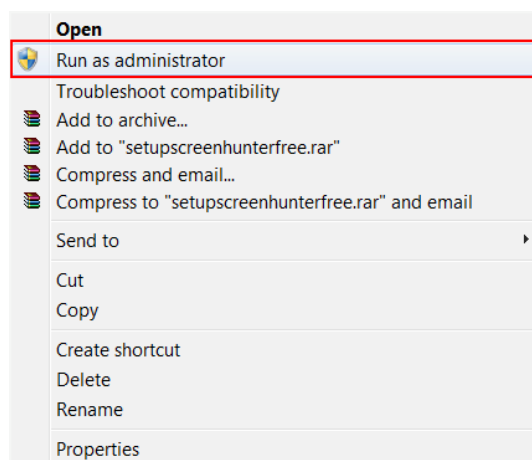 Open
Run as administrator
Troubleshoot compatibility
Add to archive...
Add to "setupscreenhunterfree.rar"
Compress and email...
Compress to "setupscreenhunterfree.rar" and email
Send to
Cut
Copy
Create shortcut
Delete
Rename
Properties